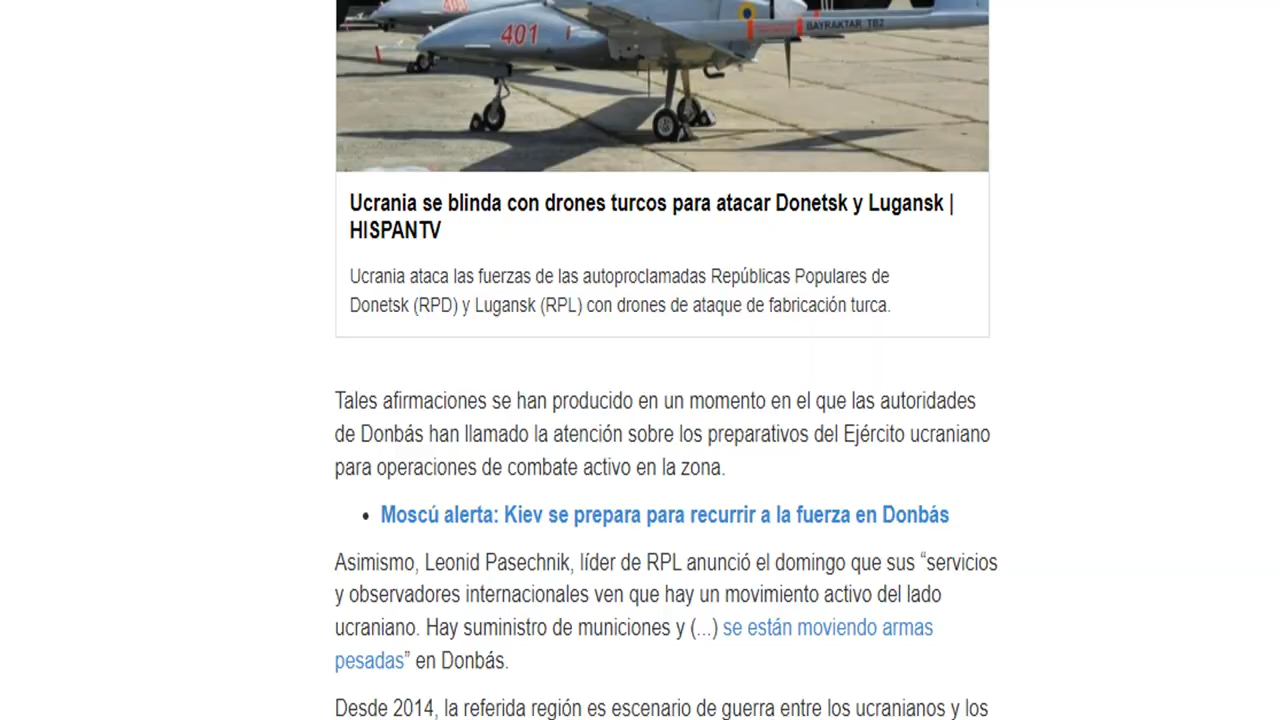 401
401
BAYRAKTAR TB2
Ucrania se blinda con drones turcos para atacar Donetsk y Lugansk |
HISPANTV
Ucrania ataca las fuerzas de las autoproclamadas Repúblicas Populares de
Donetsk (RPD) y Lugansk (RPL) con drones de ataque de fabricación turca.
Tales afirmaciones se han producido en un momento en el que las autoridades
de Donbás han llamado la atención sobre los preparativos del Ejército ucraniano
para operaciones de combate activo en la zona.
• Moscú alerta: Kiev se prepara para recurrir a la fuerza en Donbás
Asimismo, Leonid Pasechnik, líder de RPL anunció el domingo que sus “servicios
y observadores internacionales ven que hay un movimiento activo del lado
ucraniano. Hay suministro de municiones y (...) se están moviendo armas
pesadas” en Donbás.
Desde 2014, la referida región es escenario de guerra entre los ucranianos y los